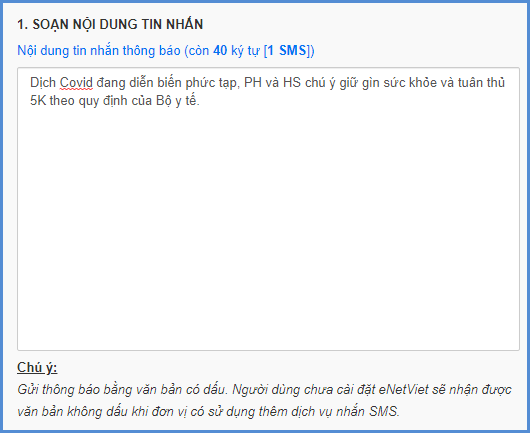 1. SOẠN NỘI DUNG TIN NHẮN
Nội dung tin nhắn thông báo (còn 40 ký tự [1 SMS])
Dịch Covid đang diễn biến phức tạp, PH và HS chú ý giữ gìn sức khỏe và tuân thủ
5K theo quy định của Bộ y tế.
Chú ý:
Gửi thông báo bằng văn bản có dấu. Người dùng chưa cài đặt eNetViet sẽ nhận được
văn bản không dấu khi đơn vị có sử dụng thêm dịch vụ nhắn SMS.